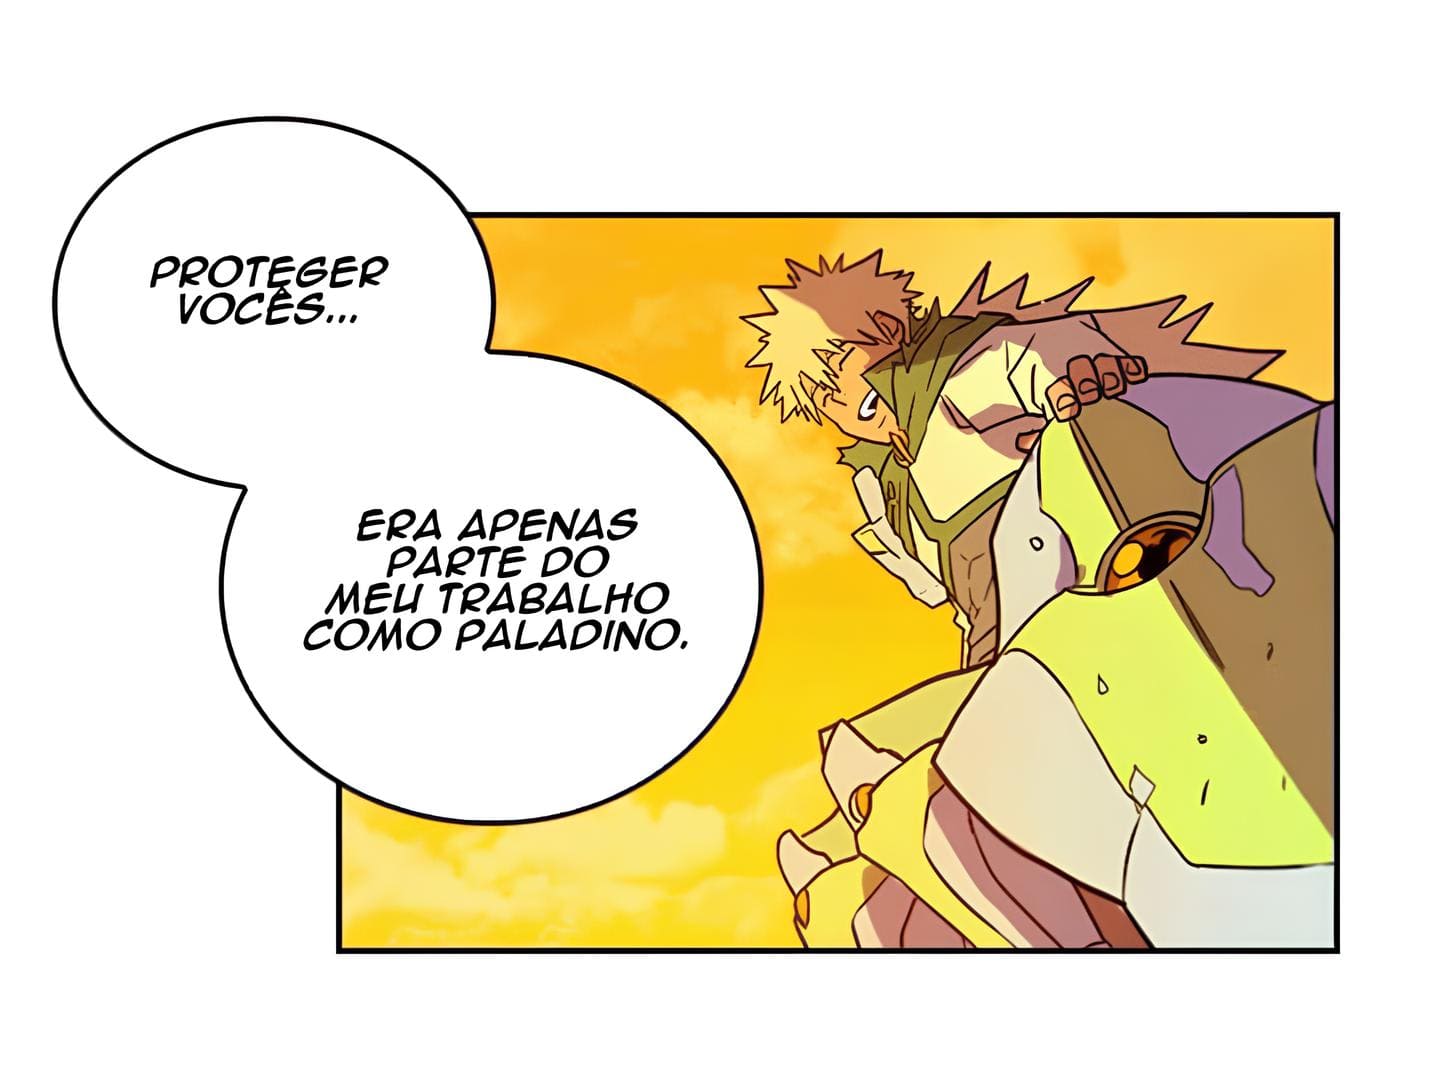 PROTEGER
VOCÊS...
ERA APENAS
PARTE DO
MEU TRABALHO
COMO PALADINO.